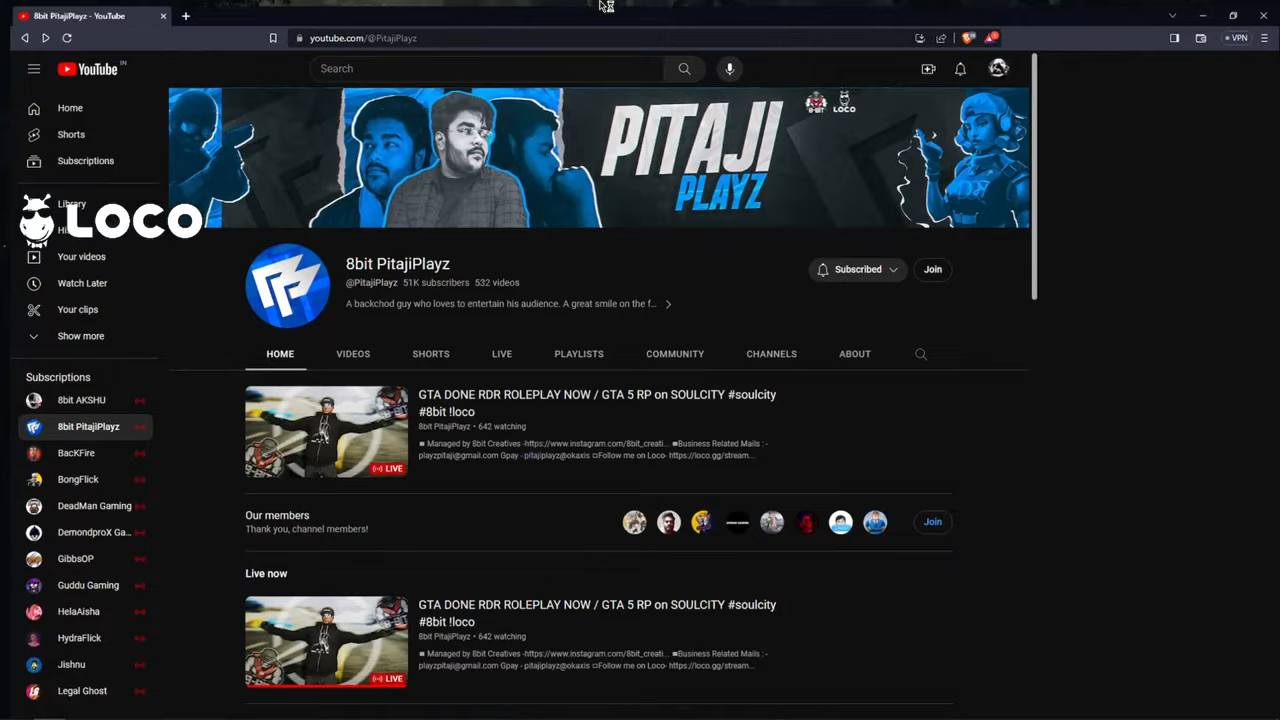 8bit PitajiPlayz - YouTube
youtube.com/@PitajiPlayz
VPN
YouTube IN
Search
Home
Shorts
Subscriptions
Library
LOCO
Your videos
Watch Later
Your clips
Show more
Subscriptions
8bit AKSHU
8bit PitajiPlayz
BacKFire
BongFlick
DeadMan Gaming
DemondproX Ga...
GibbsOP
Guddu Gaming
HelaAisha
HydraFlick
Jishnu
Legal Ghost
PITAJI
PLAYZ
8BIT
LOCO
8bit PitajiPlayz
@PitajiPlayz 51K subscribers 532 videos
A backchod guy who loves to entertain his audience. A great smile on the f...
Subscribed
Join
HOME
VIDEOS
SHORTS
LIVE
PLAYLISTS
COMMUNITY
CHANNELS
ABOUT
LIVE
GTA DONE RDR ROLEPLAY NOW / GTA 5 RP on SOULCITY #soulcity
#8bit !loco
8bit PitajiPlayz • 642 watching
Managed by 8bit Creatives -https://www.instagram.com/8bit_creati... Business Related Mails : -
playzpitaji@gmail.com Gpay - pitajiplayz@okaxis Follow me on Loco- https://loco.gg/stream...
Our members
Thank you, channel members!
Join
Live now
LIVE
GTA DONE RDR ROLEPLAY NOW / GTA 5 RP on SOULCITY #soulcity
#8bit !loco
8bit PitajiPlayz • 642 watching
Managed by 8bit Creatives -https://www.instagram.com/8bit_creati... Business Related Mails : -
playzpitaji@gmail.com Gpay - pitajiplayz@okaxis Follow me on Loco- https://loco.gg/stream...